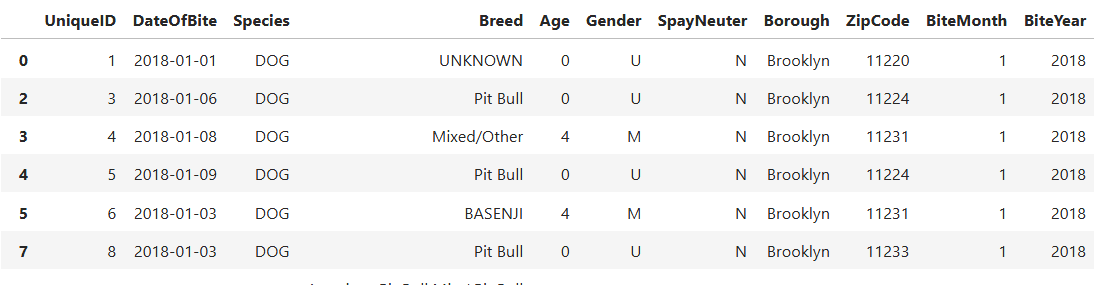 UniqueID DateOfBite Species Breed Age Gender SpayNeuter Borough ZipCode BiteMonth BiteYear
0 1 2018-01-01 DOG UNKNOWN 0 U N Brooklyn 11220 1 2018
2 3 2018-01-06 DOG Pit Bull 0 U N Brooklyn 11224 1 2018
3 4 2018-01-08 DOG Mixed/Other 4 M N Brooklyn 11231 1 2018
4 5 2018-01-09 DOG Pit Bull 0 U N Brooklyn 11224 1 2018
5 6 2018-01-03 DOG BASENJI 4 M N Brooklyn 11231 1 2018
7 8 2018-01-03 DOG Pit Bull 0 U N Brooklyn 11233 1 2018